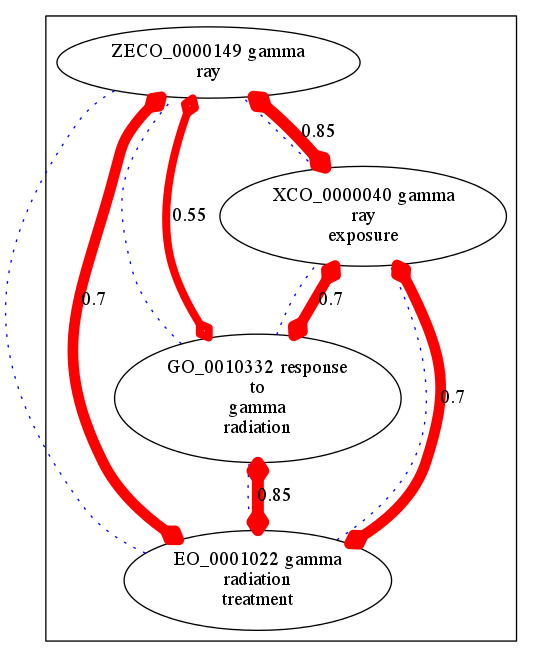 ZECO_0000149 gamma
ray
0.85
XCO_0000040 gamma
ray
exposure
0.55
0.7
0.7
GO_0010332 response
to
gamma
radiation
0.7
0.85
EO_0001022 gamma
radiation
treatment